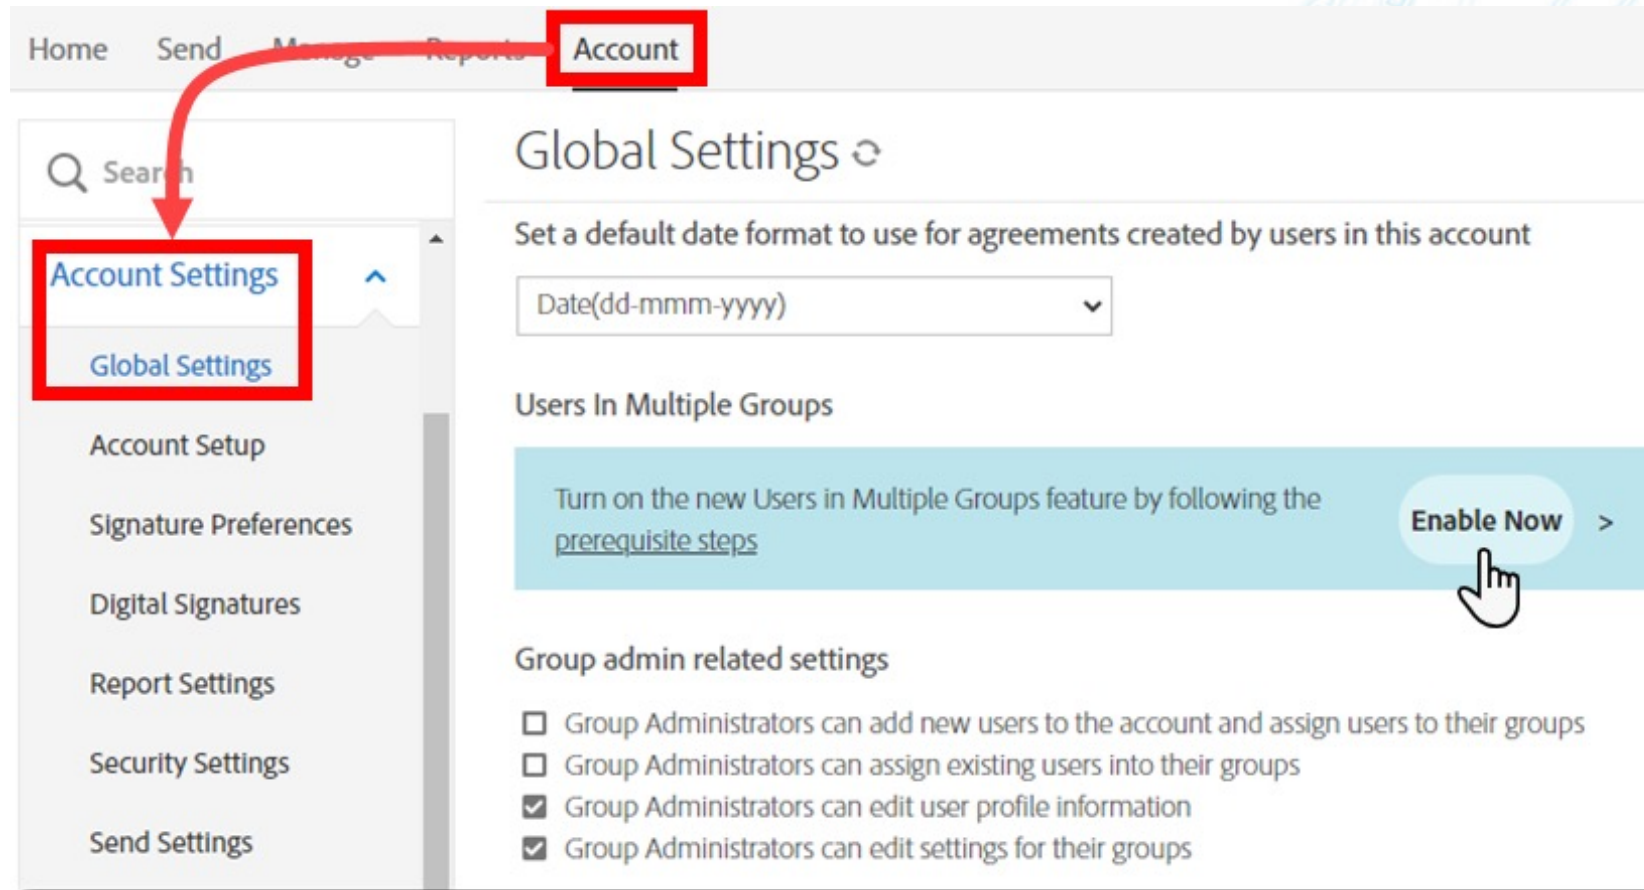 Home Send Manage Reports Account
Search
Account Settings
Global Settings
Account Setup
Signature Preferences
Digital Signatures
Report Settings
Security Settings
Send Settings
Global Settings
Set a default date format to use for agreements created by users in this account
Date(dd-mmm-yyyy)
Users In Multiple Groups
Turn on the new Users in Multiple Groups feature by following the
prerequisite steps
Enable Now >
Group admin related settings
Group Administrators can add new users to the account and assign users to their groups
Group Administrators can assign existing users into their groups
Group Administrators can edit user profile information
Group Administrators can edit settings for their groups